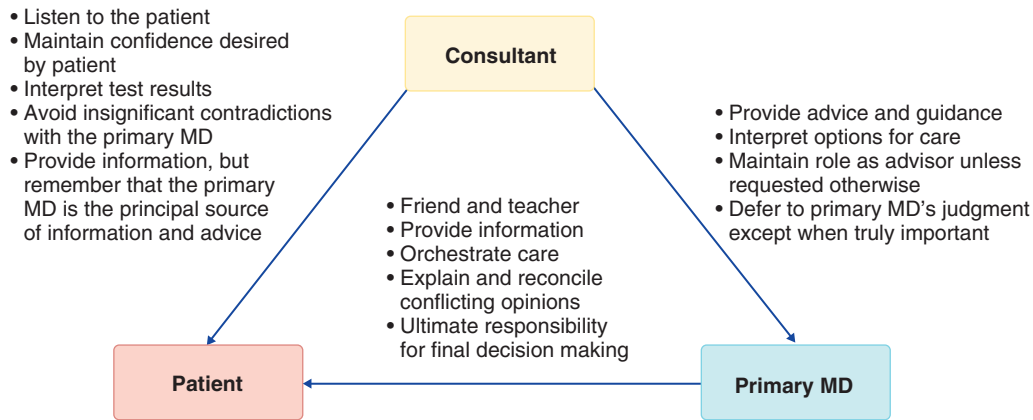 • Listen to the patient
• Maintain confidence desired
by patient
• Interpret test results
• Avoid insignificant contradictions
with the primary MD
• Provide information, but
remember that the primary
MD is the principal source
of information and advice
Consultant
• Provide advice and guidance
• Interpret options for care
• Maintain role as advisor unless
requested otherwise
• Defer to primary MD's judgment
except when truly important
• Friend and teacher
• Provide information
• Orchestrate care
• Explain and reconcile
conflicting opinions
• Ultimate responsibility
for final decision making
Patient
Primary MD